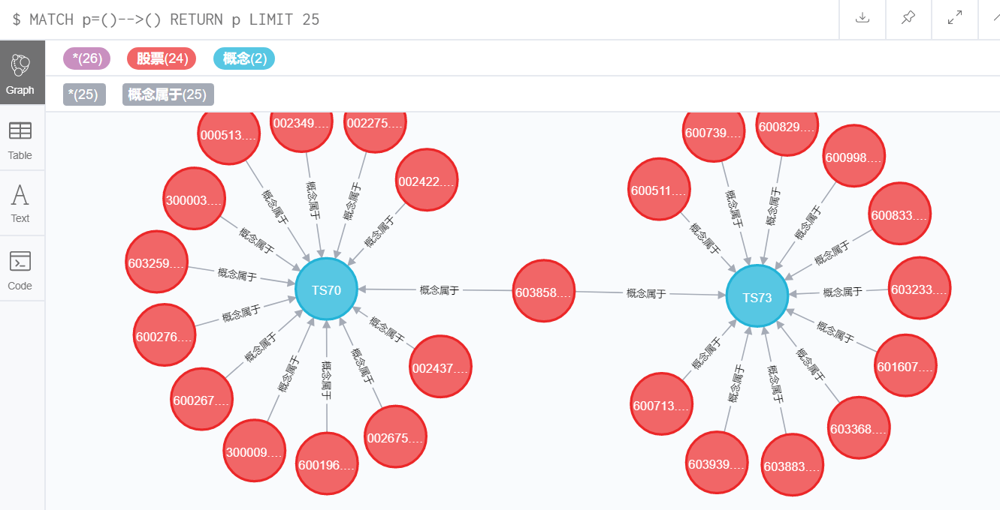 $ MATCH p=()-->() RETURN p LIMIT 25
Graph
Table
Text
Code
*(26) 股票(24) 概念(2)
*(25) 概念属于(25)
000513....
002349....
002275....
002422....
300003....
603259....
600276....
600267....
300009....
600196....
002675....
002437....
TS70
概念属于
概念属于
概念属于
概念属于
概念属于
概念属于
概念属于
概念属于
概念属于
概念属于
概念属于
概念属于
概念属于
603858....
概念属于
TS73
600739....
600829....
600998....
600511....
600833....
603233....
601607....
603368....
603883....
603939....
600713....
概念属于
概念属于
概念属于
概念属于
概念属于
概念属于
概念属于
概念属于
概念属于
概念属于
概念属于